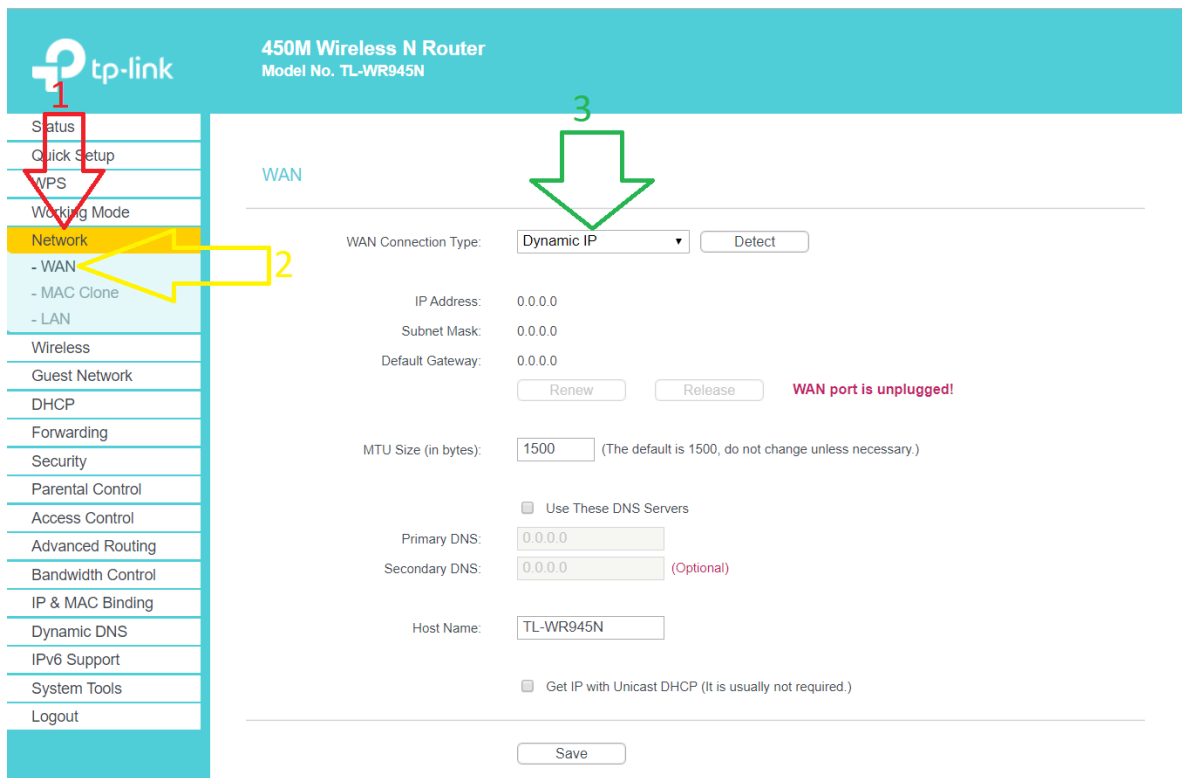 tp-link
450M Wireless N Router
Model No. TL-WR945N
1
Status
Quick Setup
WPS
Working Mode
Network
- WAN
2
- MAC Clone
- LAN
Wireless
Guest Network
DHCP
Forwarding
Security
Parental Control
Access Control
Advanced Routing
Bandwidth Control
IP & MAC Binding
Dynamic DNS
IPv6 Support
System Tools
Logout
3
WAN
WAN Connection Type: Dynamic IP Detect
IP Address: 0.0.0.0
Subnet Mask: 0.0.0.0
Default Gateway: 0.0.0.0
Renew Release WAN port is unplugged!
MTU Size (in bytes): 1500 (The default is 1500, do not change unless necessary.)
Use These DNS Servers
Primary DNS: 0.0.0.0
Secondary DNS: 0.0.0.0 (Optional)
Host Name: TL-WR945N
Get IP with Unicast DHCP (It is usually not required.)
Save